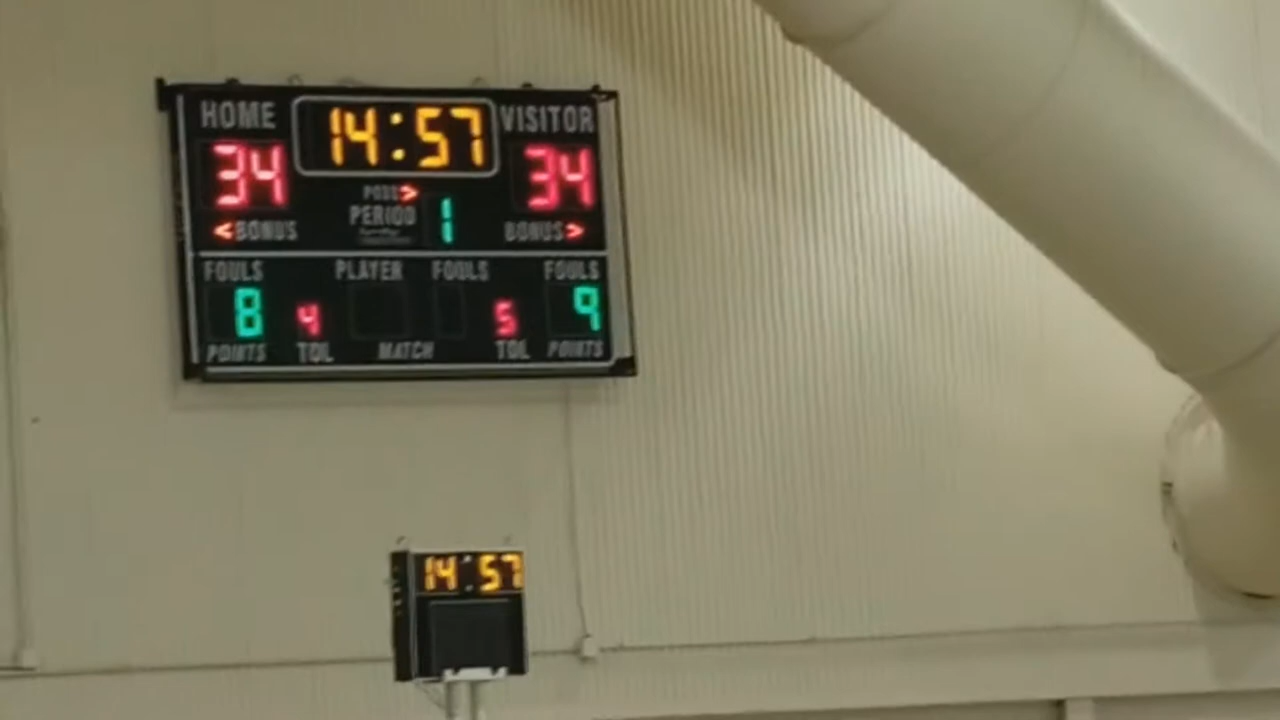 HOME 14:57 VISITOR
34 34
POSS >
PERIOD 1
< BONUS BONUS >
FOULS PLAYER FOULS FOULS
8 4 5 9
POINTS TOL MATCH TOL POINTS
14:57